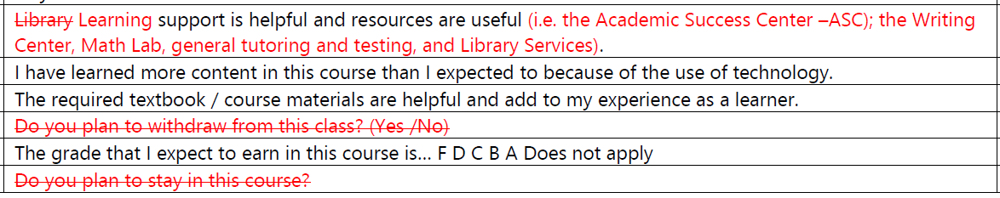 Library Learning support is helpful and resources are useful (i.e. the Academic Success Center –ASC); the Writing
Center, Math Lab, general tutoring and testing, and Library Services).
I have learned more content in this course than I expected to because of the use of technology.
The required textbook / course materials are helpful and add to my experience as a learner.
Do you plan to withdraw from this class? (Yes /No)
The grade that I expect to earn in this course is... F D C B A Does not apply
Do you plan to stay in this course?